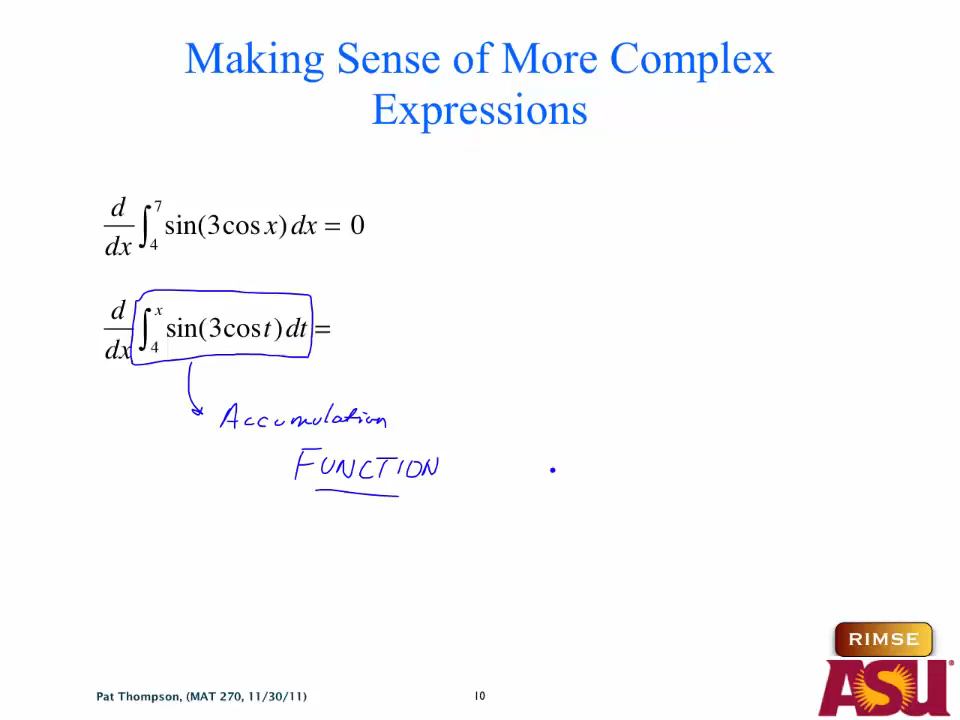 Making Sense of More Complex
Expressions
d/dx ∫₄⁷ sin(3cos x) dx = 0
d/dx ∫₄ˣ sin(3cos t) dt =
Accumulation
FUNCTION
RIMSE
ASU®
Pat Thompson, (MAT 270, 11/30/11)
10